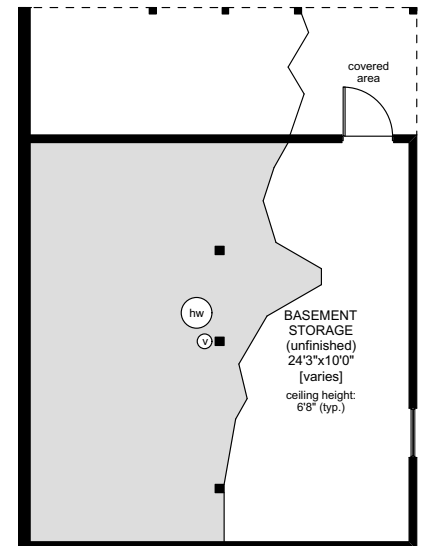 covered
area
hw
v
BASEMENT
STORAGE
(unfinished)
24'3"x10'0"
[varies]
ceiling height:
6'8" (typ.)